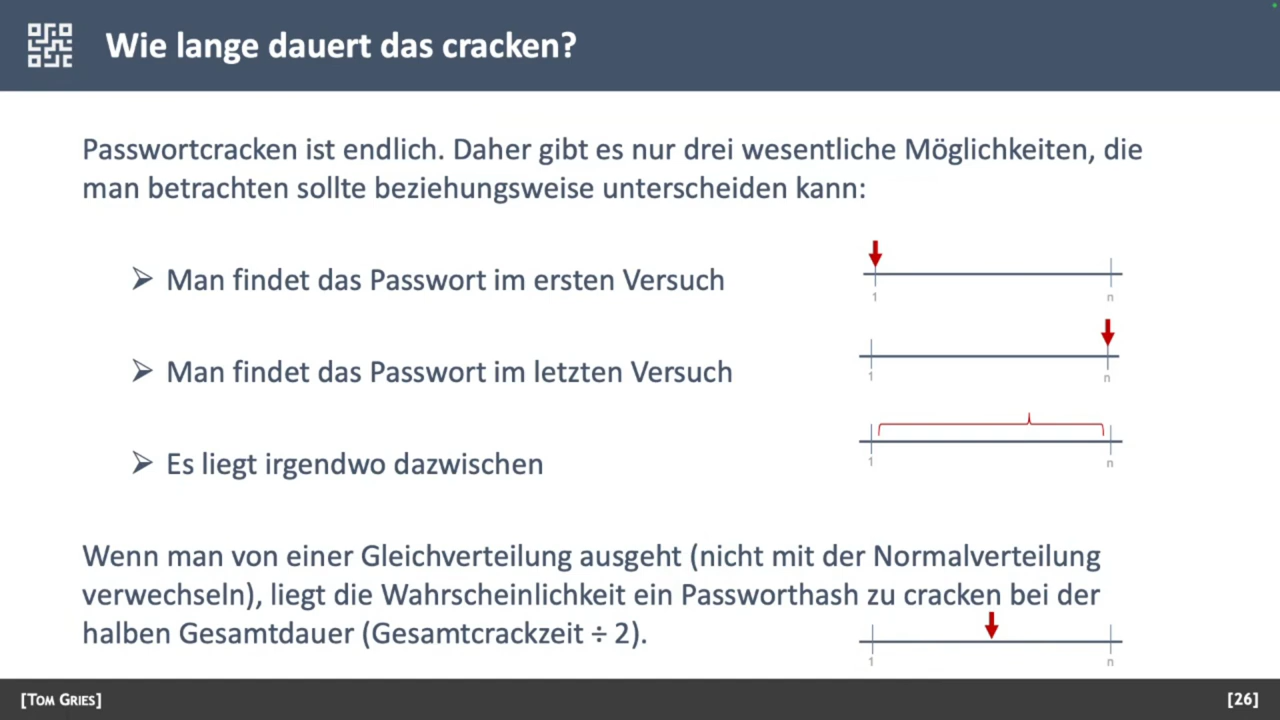 Wie lange dauert das cracken?
Passwortcracken ist endlich. Daher gibt es nur drei wesentliche Möglichkeiten, die
man betrachten sollte beziehungsweise unterscheiden kann:
➢ Man findet das Passwort im ersten Versuch
1 n
➢ Man findet das Passwort im letzten Versuch
1 n
➢ Es liegt irgendwo dazwischen
1 n
Wenn man von einer Gleichverteilung ausgeht (nicht mit der Normalverteilung
verwechseln), liegt die Wahrscheinlichkeit ein Passworthash zu cracken bei der
halben Gesamtdauer (Gesamtcrackzeit ÷ 2).
1 n
[TOM GRIES] [26]